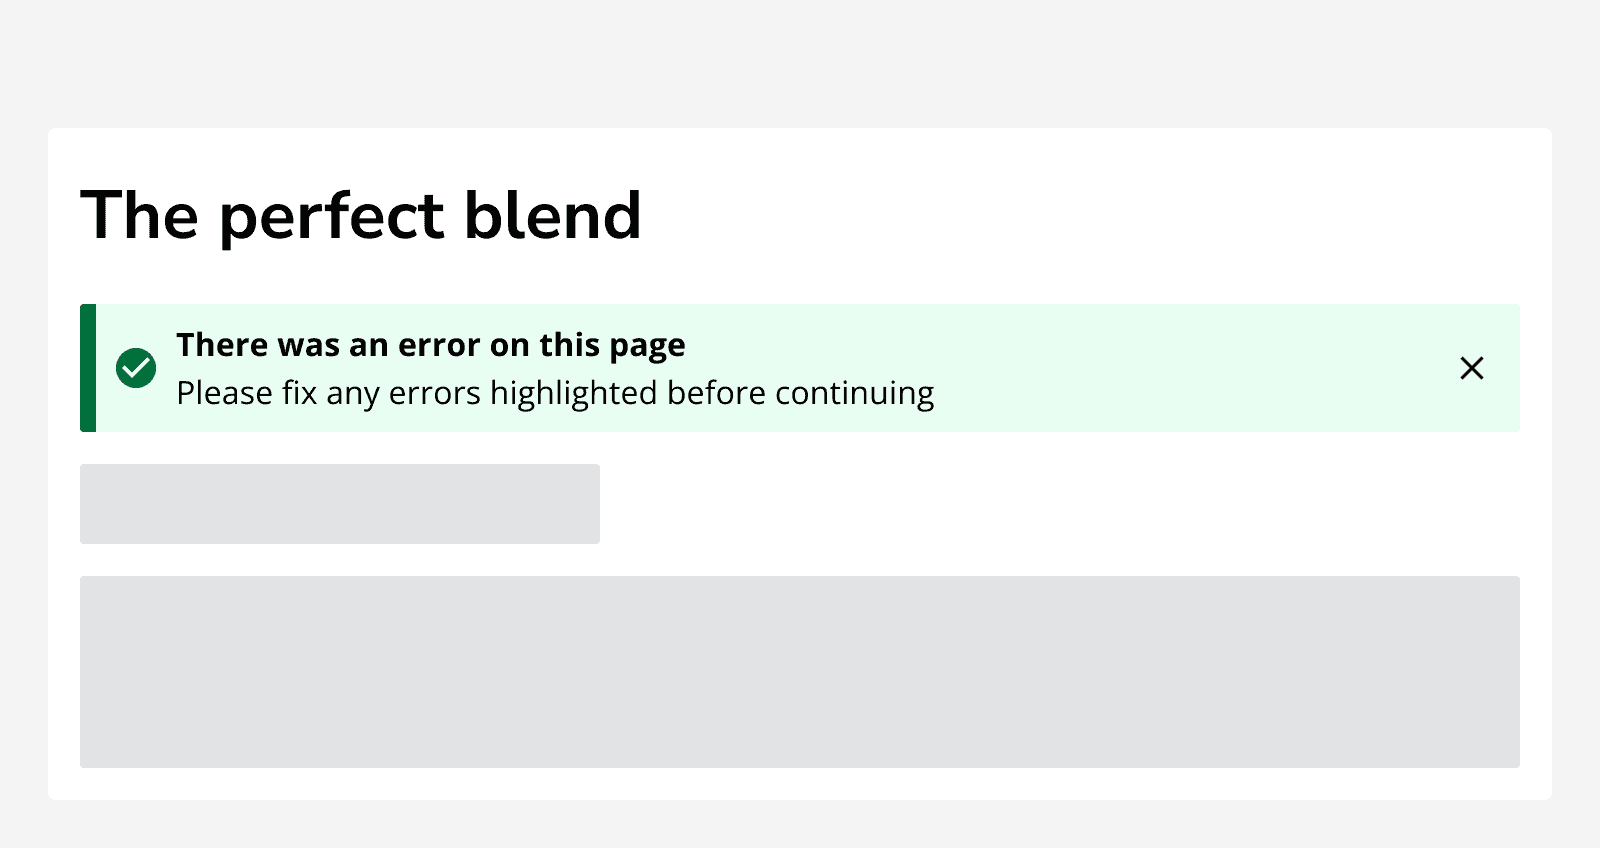 The perfect blend
There was an error on this page
Please fix any errors highlighted before continuing